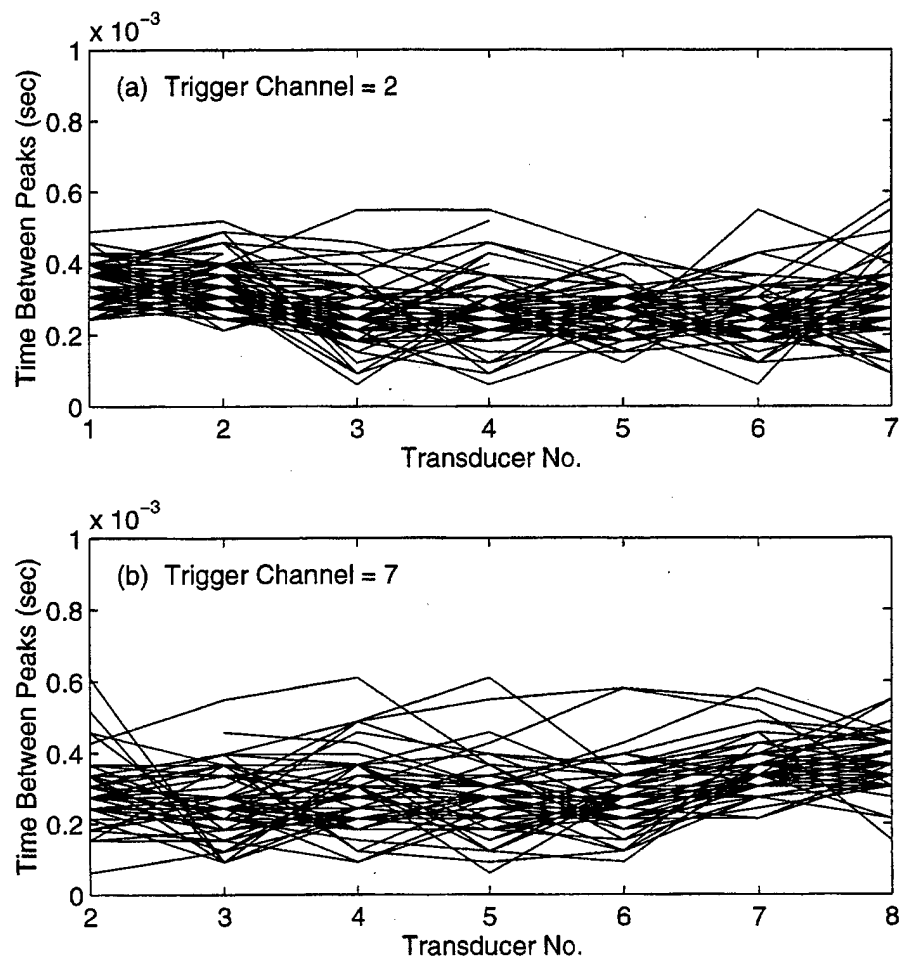 x 10⁻³
1
0.8
0.6
0.4
0.2
0
Time Between Peaks (sec)
(a) Trigger Channel = 2
1 2 3 4 5 6 7
Transducer No.
x 10⁻³
1
0.8
0.6
0.4
0.2
0
Time Between Peaks (sec)
(b) Trigger Channel = 7
2 3 4 5 6 7 8
Transducer No.